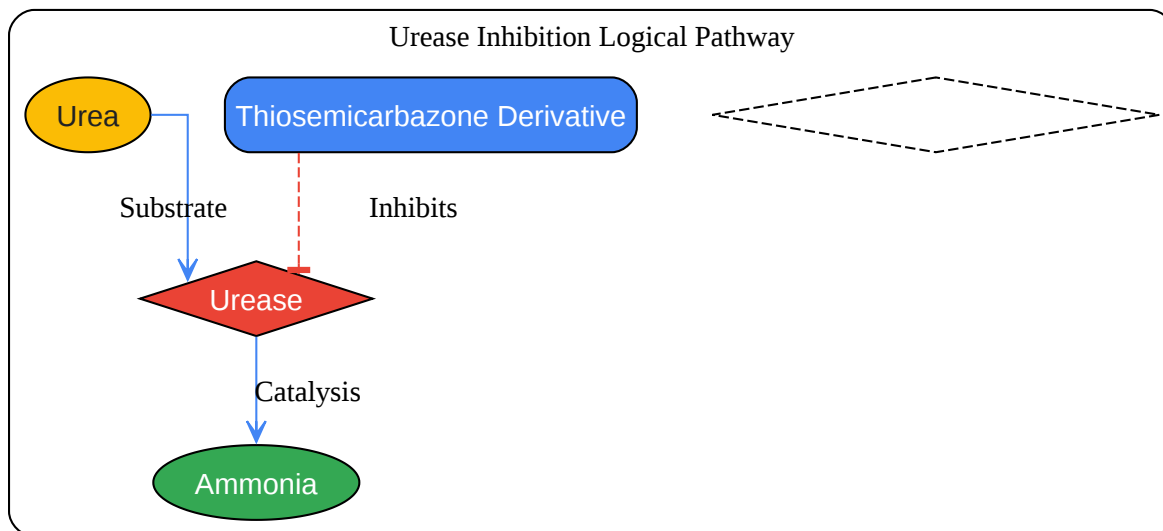 Urease Inhibition Logical Pathway
Urea
Thiosemicarbazone Derivative
Substrate
Inhibits
Urease
Catalysis
Ammonia